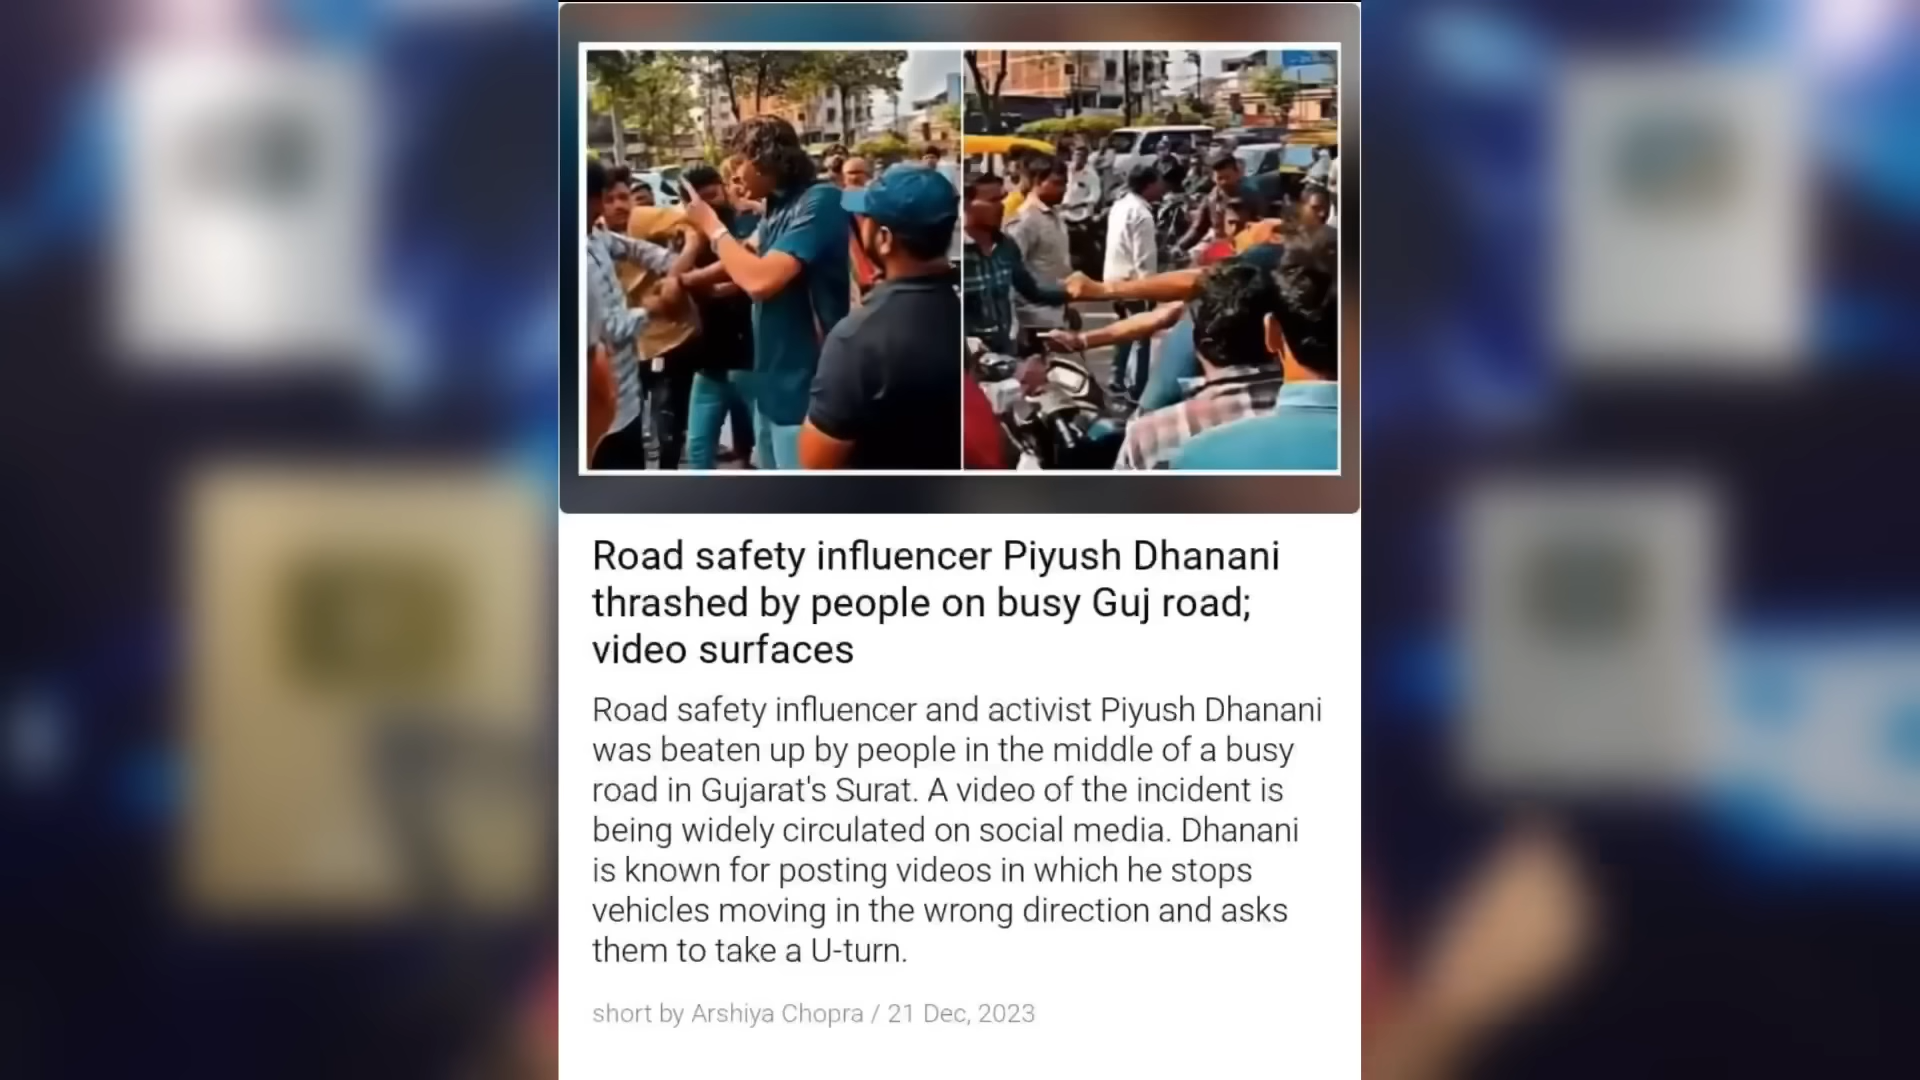 Road safety influencer Piyush Dhanani
thrashed by people on busy Guj road;
video surfaces
Road safety influencer and activist Piyush Dhanani
was beaten up by people in the middle of a busy
road in Gujarat's Surat. A video of the incident is
being widely circulated on social media. Dhanani
is known for posting videos in which he stops
vehicles moving in the wrong direction and asks
them to take a U-turn.
short by Arshiya Chopra / 21 Dec, 2023